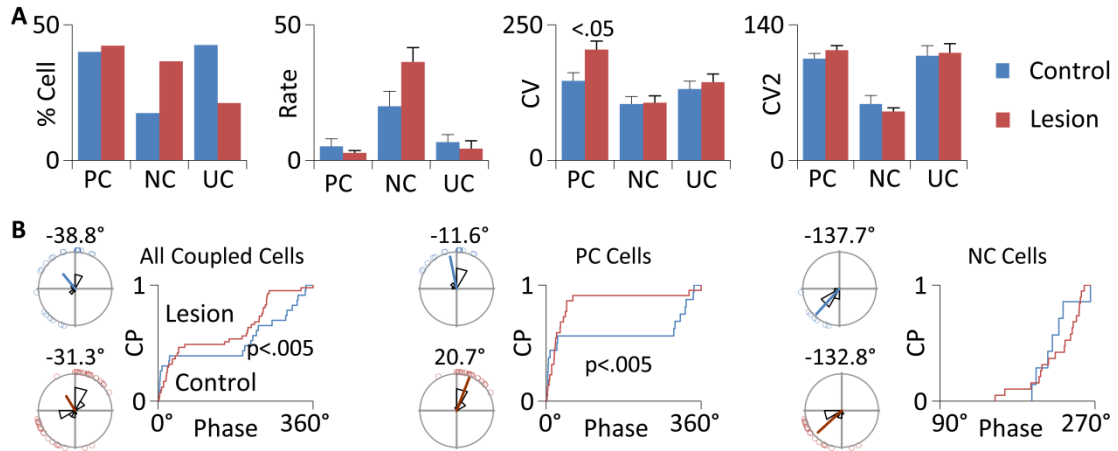 A
50
0
% Cell
PC NC UC
50
0
Rate
PC NC UC
250
0
CV
<.05
PC NC UC
140
0
CV2
PC NC UC
Control
Lesion
B
-38.8°
-31.3°
All Coupled Cells
1
0
CP
Lesion
p<.005
Control
0° 360°
Phase
-11.6°
20.7°
PC Cells
1
0
CP
p<.005
0° 360°
Phase
-137.7°
-132.8°
NC Cells
1
0
CP
90° 270°
Phase